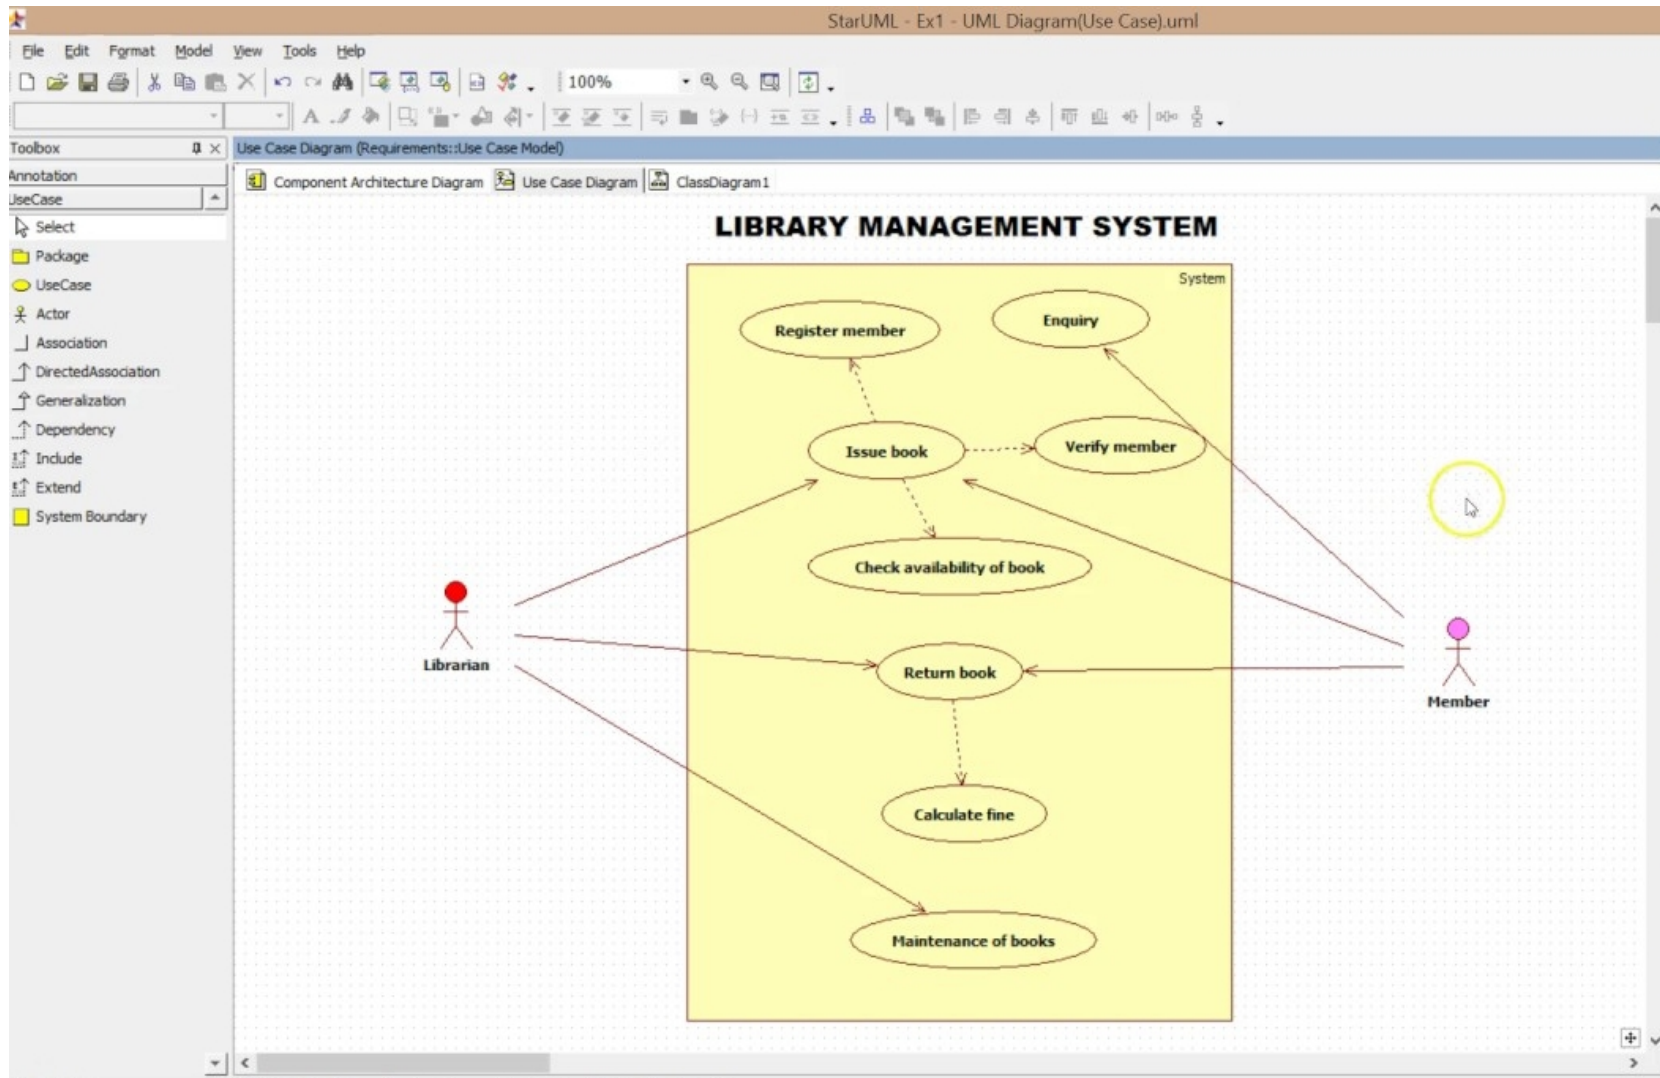 StarUML - Ex1 - UML Diagram(Use Case).uml
File Edit Format Model View Tools Help
100%
Toolbox
Use Case Diagram (Requirements::Use Case Model)
Annotation
UseCase
Component Architecture Diagram Use Case Diagram ClassDiagram1
Select
Package
UseCase
Actor
Association
DirectedAssociation
Generalization
Dependency
Include
Extend
System Boundary
LIBRARY MANAGEMENT SYSTEM
System
Register member
Enquiry
Issue book
Verify member
Check availability of book
Librarian
Return book
Member
Calculate fine
Maintenance of books